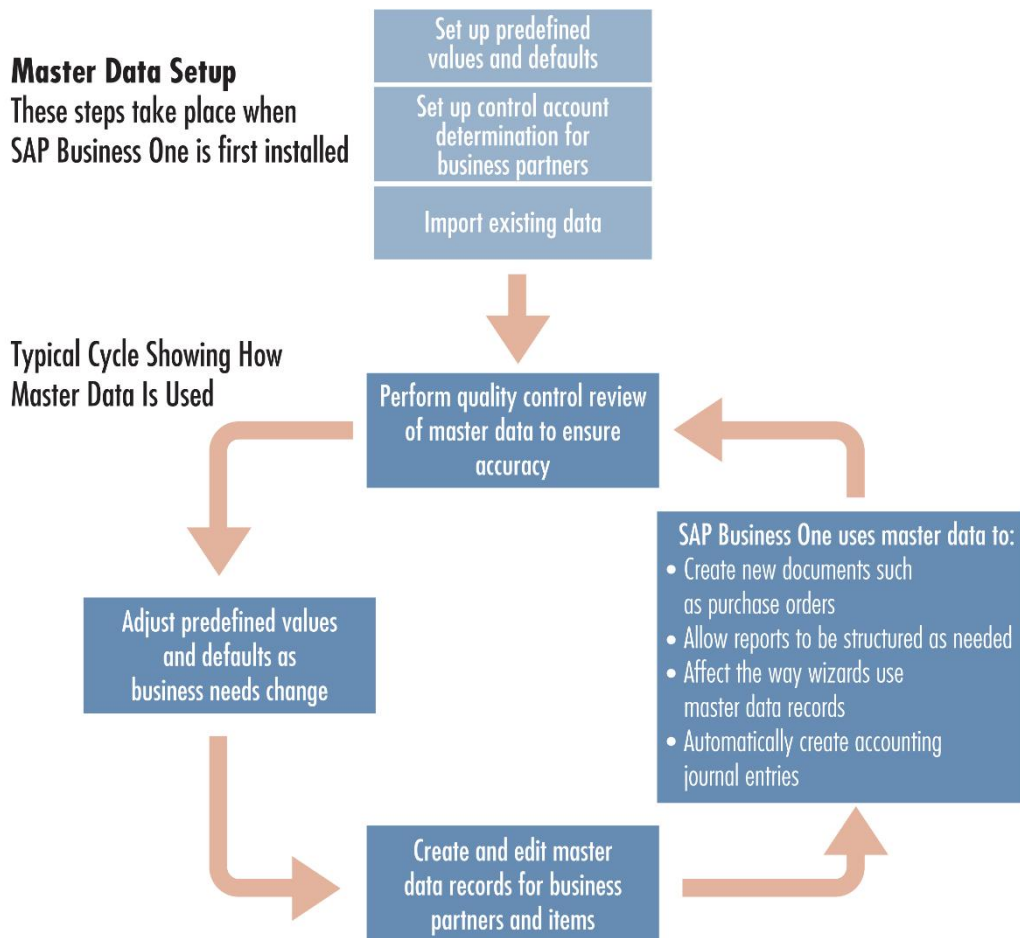 Set up predefined
values and defaults
Master Data Setup
These steps take place when
SAP Business One is first installed
Set up control account
determination for
business partners
Import existing data
Typical Cycle Showing How
Master Data Is Used
Perform quality control review
of master data to ensure
accuracy
SAP Business One uses master data to:
• Create new documents such
as purchase orders
• Allow reports to be structured as needed
• Affect the way wizards use
master data records
• Automatically create accounting
journal entries
Adjust predefined values
and defaults as
business needs change
Create and edit master
data records for business
partners and items